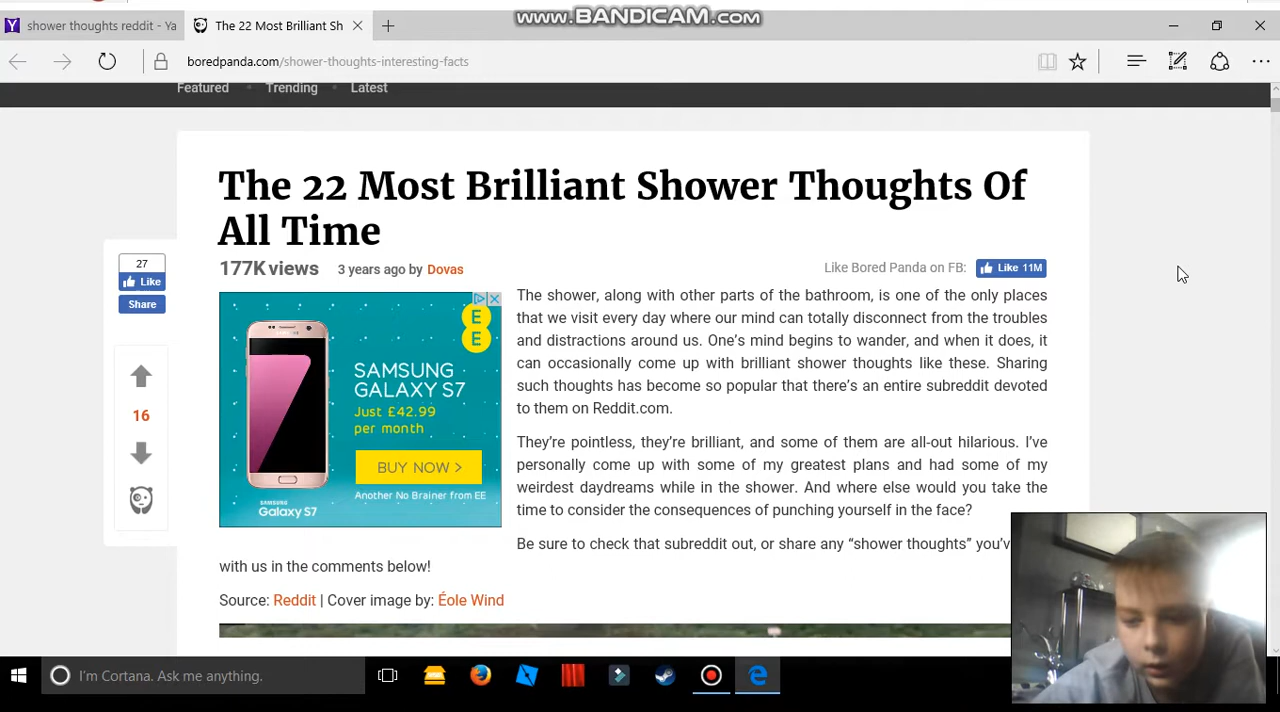 www.BANDICAM.com
shower thoughts reddit - Ya
The 22 Most Brilliant Sh
boredpanda.com/shower-thoughts-interesting-facts
Featured • Trending • Latest
The 22 Most Brilliant Shower Thoughts Of
All Time
177K views 3 years ago by Dovas
Like Bored Panda on FB: Like 11M
27
Like
Share
16
E
E
SAMSUNG
GALAXY S7
Just £42.99
per month
BUY NOW >
Another No Brainer from EE
SAMSUNG
Galaxy S7
The shower, along with other parts of the bathroom, is one of the only places
that we visit every day where our mind can totally disconnect from the troubles
and distractions around us. One's mind begins to wander, and when it does, it
can occasionally come up with brilliant shower thoughts like these. Sharing
such thoughts has become so popular that there's an entire subreddit devoted
to them on Reddit.com.
They're pointless, they're brilliant, and some of them are all-out hilarious. I've
personally come up with some of my greatest plans and had some of my
weirdest daydreams while in the shower. And where else would you take the
time to consider the consequences of punching yourself in the face?
Be sure to check that subreddit out, or share any “shower thoughts”
with us in the comments below!
Source: Reddit | Cover image by: Éole Wind
I'm Cortana. Ask me anything.